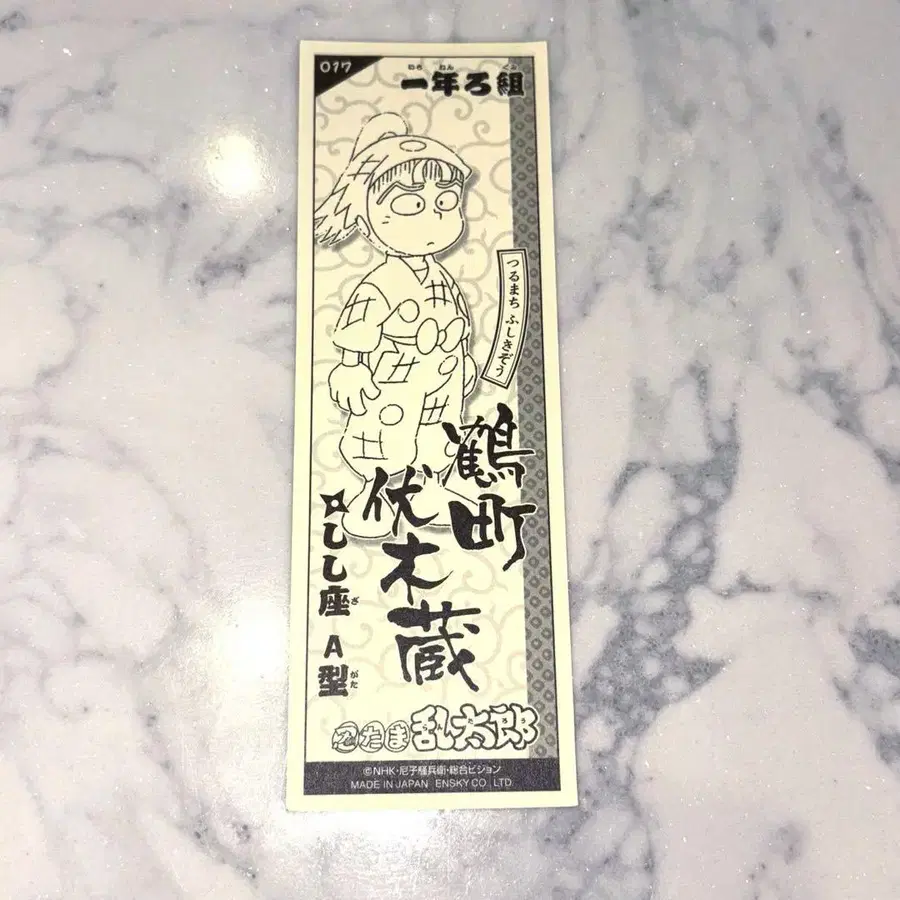 017
一年ろ組
いち ねん ぐみ
つるまち ふしきぞう
鶴町
伏木蔵
しし座 A型
ざ がた
忍たま乱太郎
©NHK・尼子騒兵衛・総合ビジョン
MADE IN JAPAN ENSKY CO., LTD.